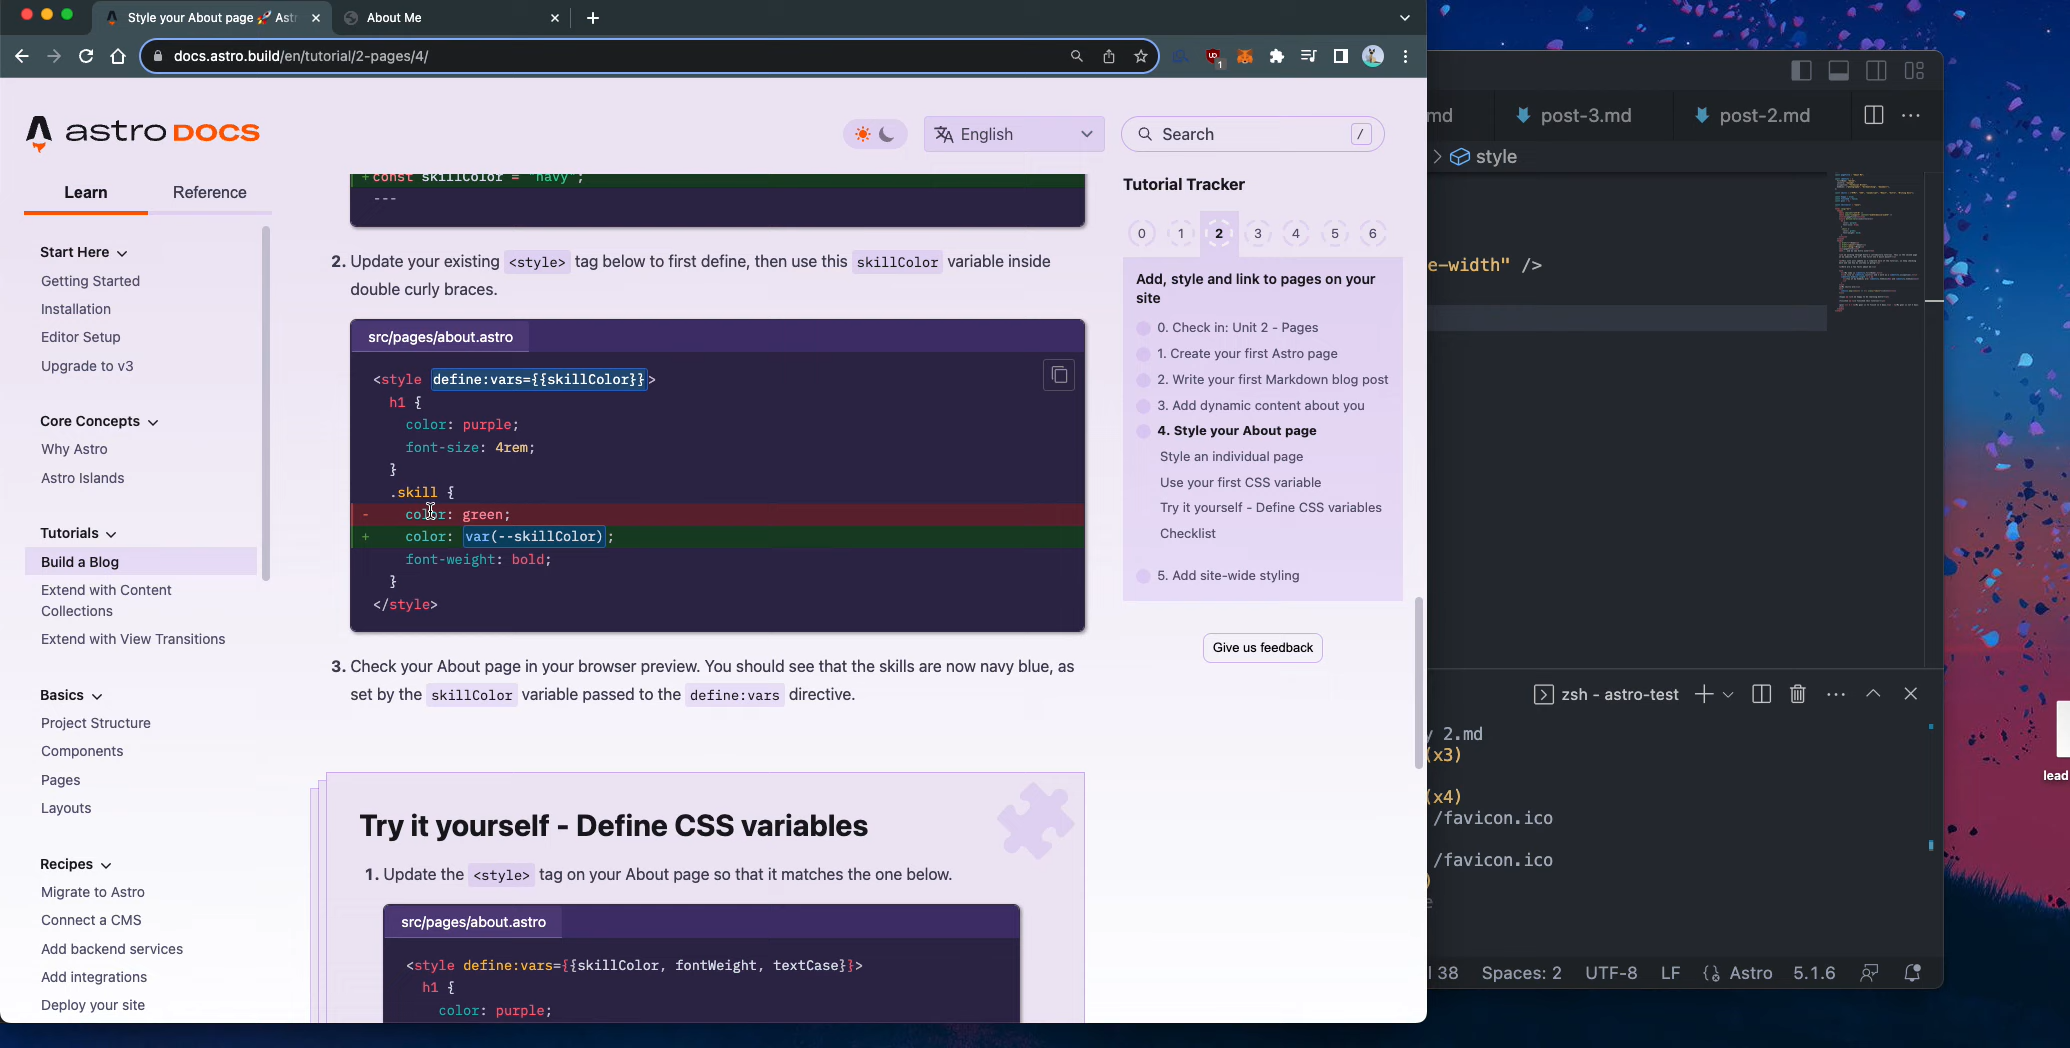 Style your About page 🚀 Astr
About Me
docs.astro.build/en/tutorial/2-pages/4/
1
astro DOCS
English
Search
/
Learn
Reference
Start Here
Getting Started
Installation
Editor Setup
Upgrade to v3
Core Concepts
Why Astro
Astro Islands
Tutorials
Build a Blog
Extend with Content
Collections
Extend with View Transitions
Basics
Project Structure
Components
Pages
Layouts
Recipes
Migrate to Astro
Connect a CMS
Add backend services
Add integrations
Deploy your site
+ const skillColor = "navy";
---
2. Update your existing <style> tag below to first define, then use this skillColor variable inside
double curly braces.
src/pages/about.astro
<style define:vars={{skillColor}}>
h1 {
color: purple;
font-size: 4rem;
}
.skill {
- color: green;
+ color: var(--skillColor);
font-weight: bold;
}
</style>
3. Check your About page in your browser preview. You should see that the skills are now navy blue, as
set by the skillColor variable passed to the define:vars directive.
Try it yourself - Define CSS variables
1. Update the <style> tag on your About page so that it matches the one below.
src/pages/about.astro
<style define:vars={{skillColor, fontWeight, textCase}}>
h1 {
color: purple;
Tutorial Tracker
0 1 2 3 4 5 6
Add, style and link to pages on your
site
0. Check in: Unit 2 - Pages
1. Create your first Astro page
2. Write your first Markdown blog post
3. Add dynamic content about you
4. Style your About page
Style an individual page
Use your first CSS variable
Try it yourself - Define CSS variables
Checklist
5. Add site-wide styling
Give us feedback
md
post-3.md
post-2.md
style
e-width" />
zsh - astro-test
y 2.md
(x3)
(x4)
/favicon.ico
/favicon.ico
)
e
l 38
Spaces: 2
UTF-8
LF
Astro
5.1.6
lead